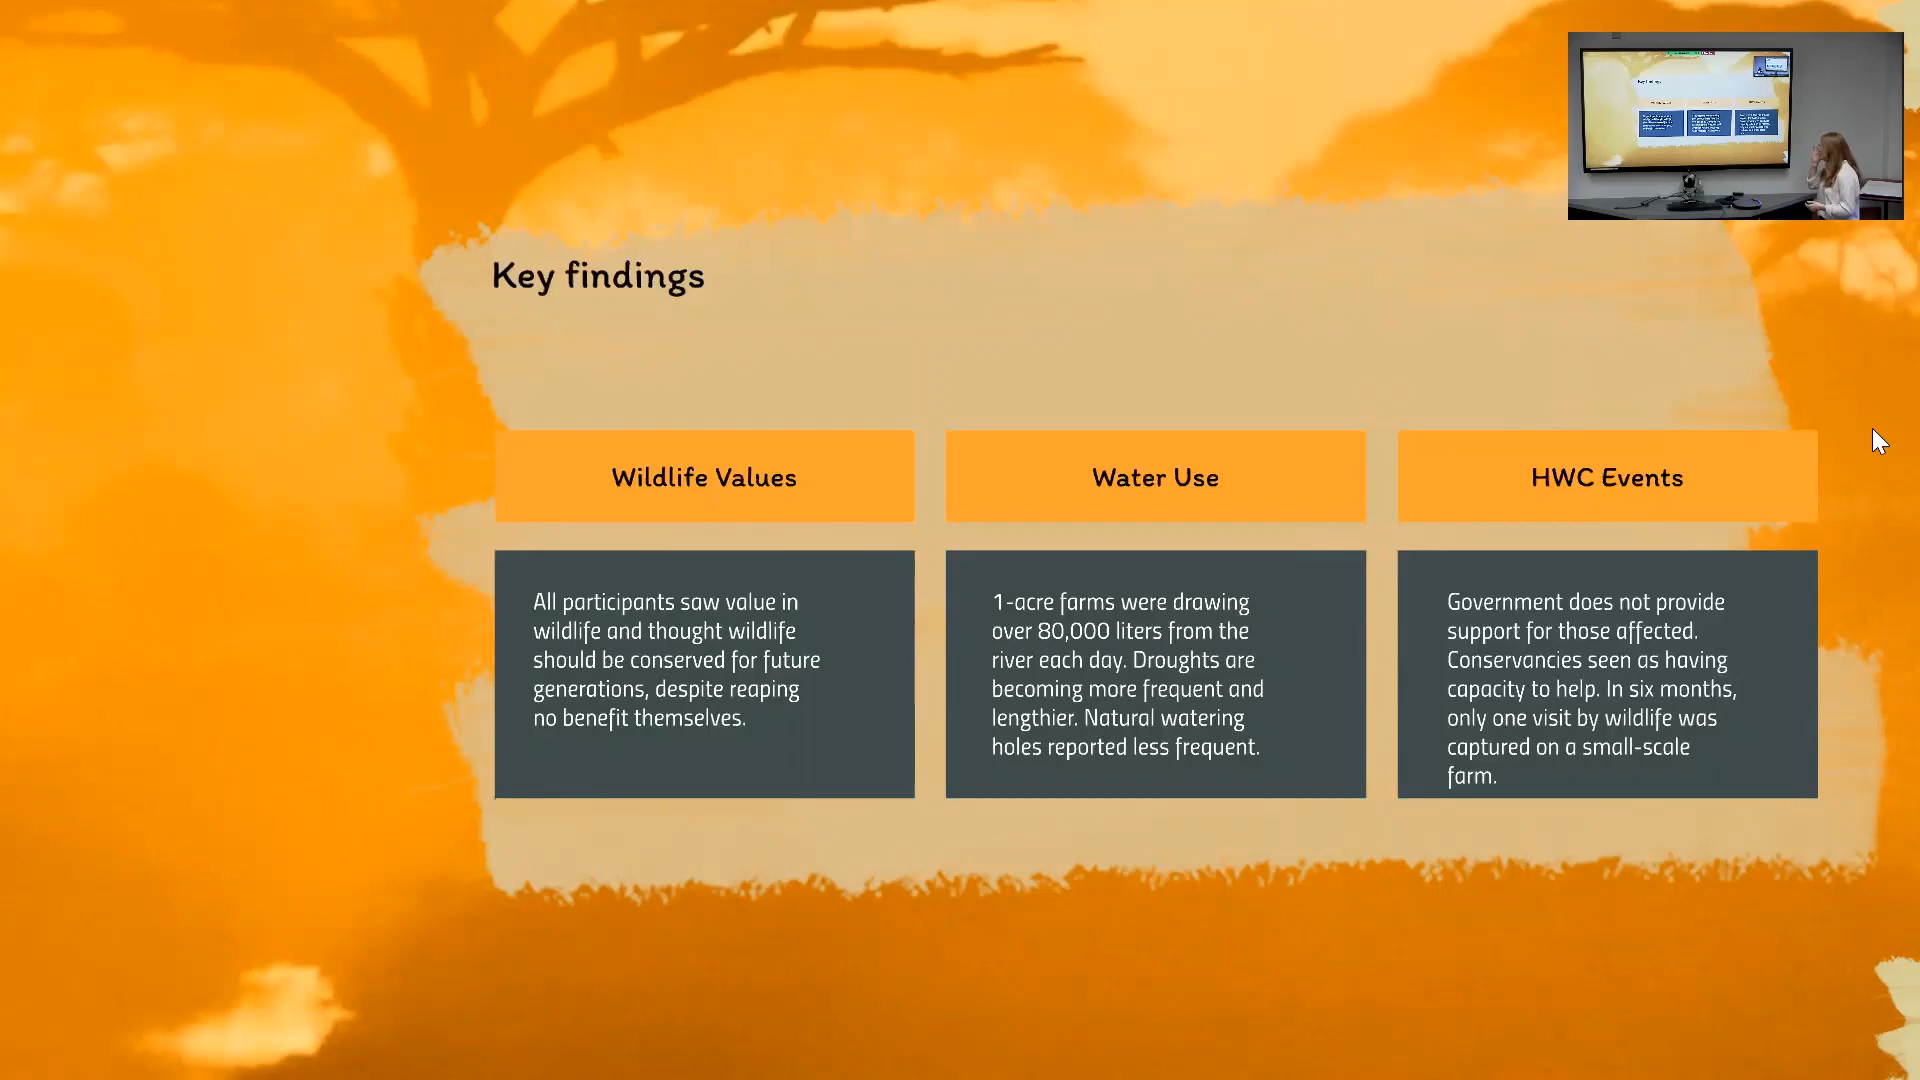 Key findings
Wildlife Values
All participants saw value in
wildlife and thought wildlife
should be conserved for future
generations, despite reaping
no benefit themselves.
Water Use
1-acre farms were drawing
over 80,000 liters from the
river each day. Droughts are
becoming more frequent and
lengthier. Natural watering
holes reported less frequent.
HWC Events
Government does not provide
support for those affected.
Conservancies seen as having
capacity to help. In six months,
only one visit by wildlife was
captured on a small-scale
farm.